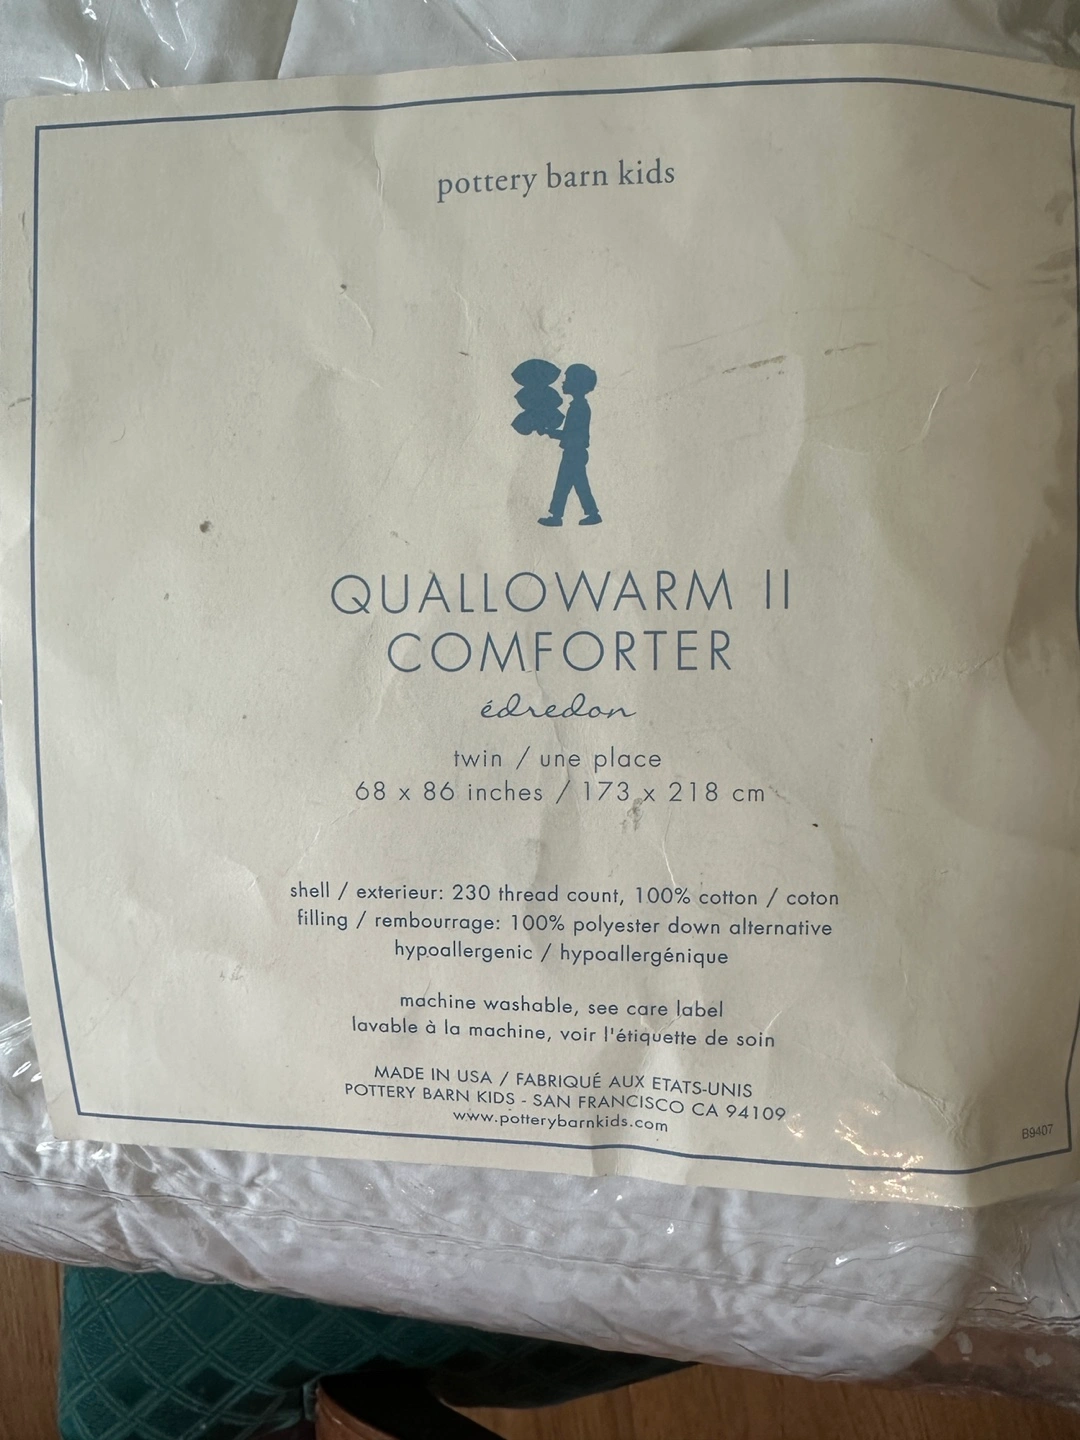 pottery barn kids
QUALLOWARM II
COMFORTER
édredon
twin / une place
68 x 86 inches / 173 x 218 cm
shell / exterieur: 230 thread count, 100% cotton / coton
filling / rembourrage: 100% polyester down alternative
hypoallergenic / hypoallergénique
machine washable, see care label
lavable à la machine, voir l'étiquette de soin
MADE IN USA / FABRIQUÉ AUX ETATS-UNIS
POTTERY BARN KIDS - SAN FRANCISCO CA 94109
www.potterybarnkids.com
B9407